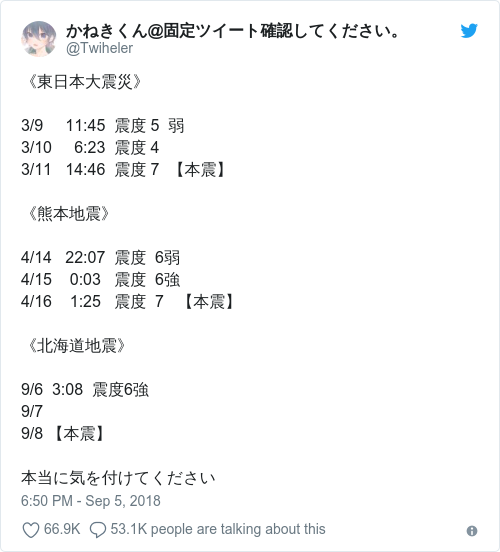 かねきくん@固定ツイート確認してください。
@Twiheler
《東日本大震災》
3/9 11:45 震度 5 弱
3/10 6:23 震度 4
3/11 14:46 震度 7 【本震】
《熊本地震》
4/14 22:07 震度 6弱
4/15 0:03 震度 6強
4/16 1:25 震度 7 【本震】
《北海道地震》
9/6 3:08 震度6強
9/7
9/8 【本震】
本当に気を付けてください
6:50 PM - Sep 5, 2018
66.9K 53.1K people are talking about this